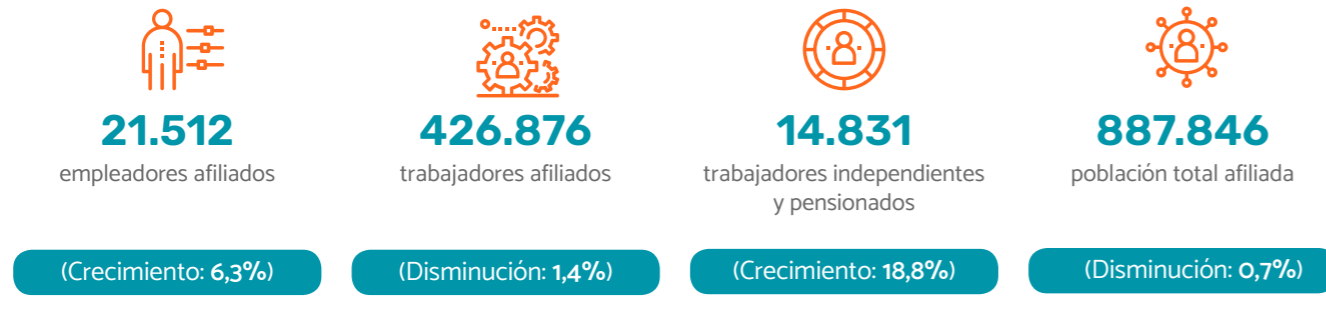 21.512
empleadores afiliados
(Crecimiento: 6,3%)
426.876
trabajadores afiliados
(Disminución: 1,4%)
14.831
trabajadores independientes
y pensionados
(Crecimiento: 18,8%)
887.846
población total afiliada
(Disminución: 0,7%)